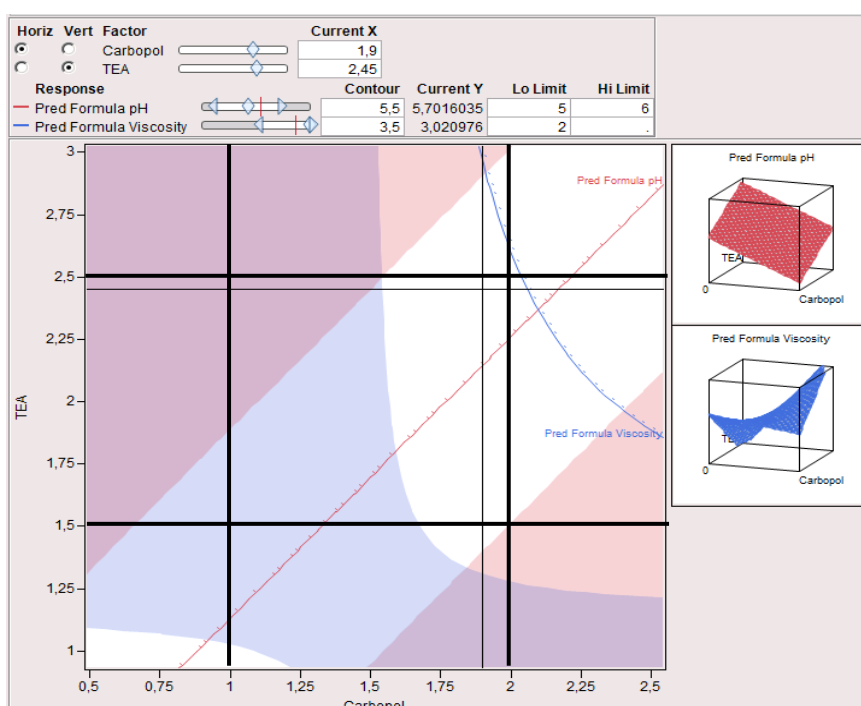 Horiz Vert Factor Current X
Carbopol 1,9
TEA 2,45
Response Contour Current Y Lo Limit Hi Limit
Pred Formula pH 5,5 5,7016035 5 6
Pred Formula Viscosity 3,5 3,020976 2 .
3
2,75
2,5
2,25
2
1,75
1,5
1,25
1
TEA
Pred Formula pH
Pred Formula Viscosity
0,5 0,75 1 1,25 1,5 1,75 2 2,25 2,5
Carbopol
Pred Formula pH
TEA
0
Carbopol
Pred Formula Viscosity
TEA
0
Carbopol